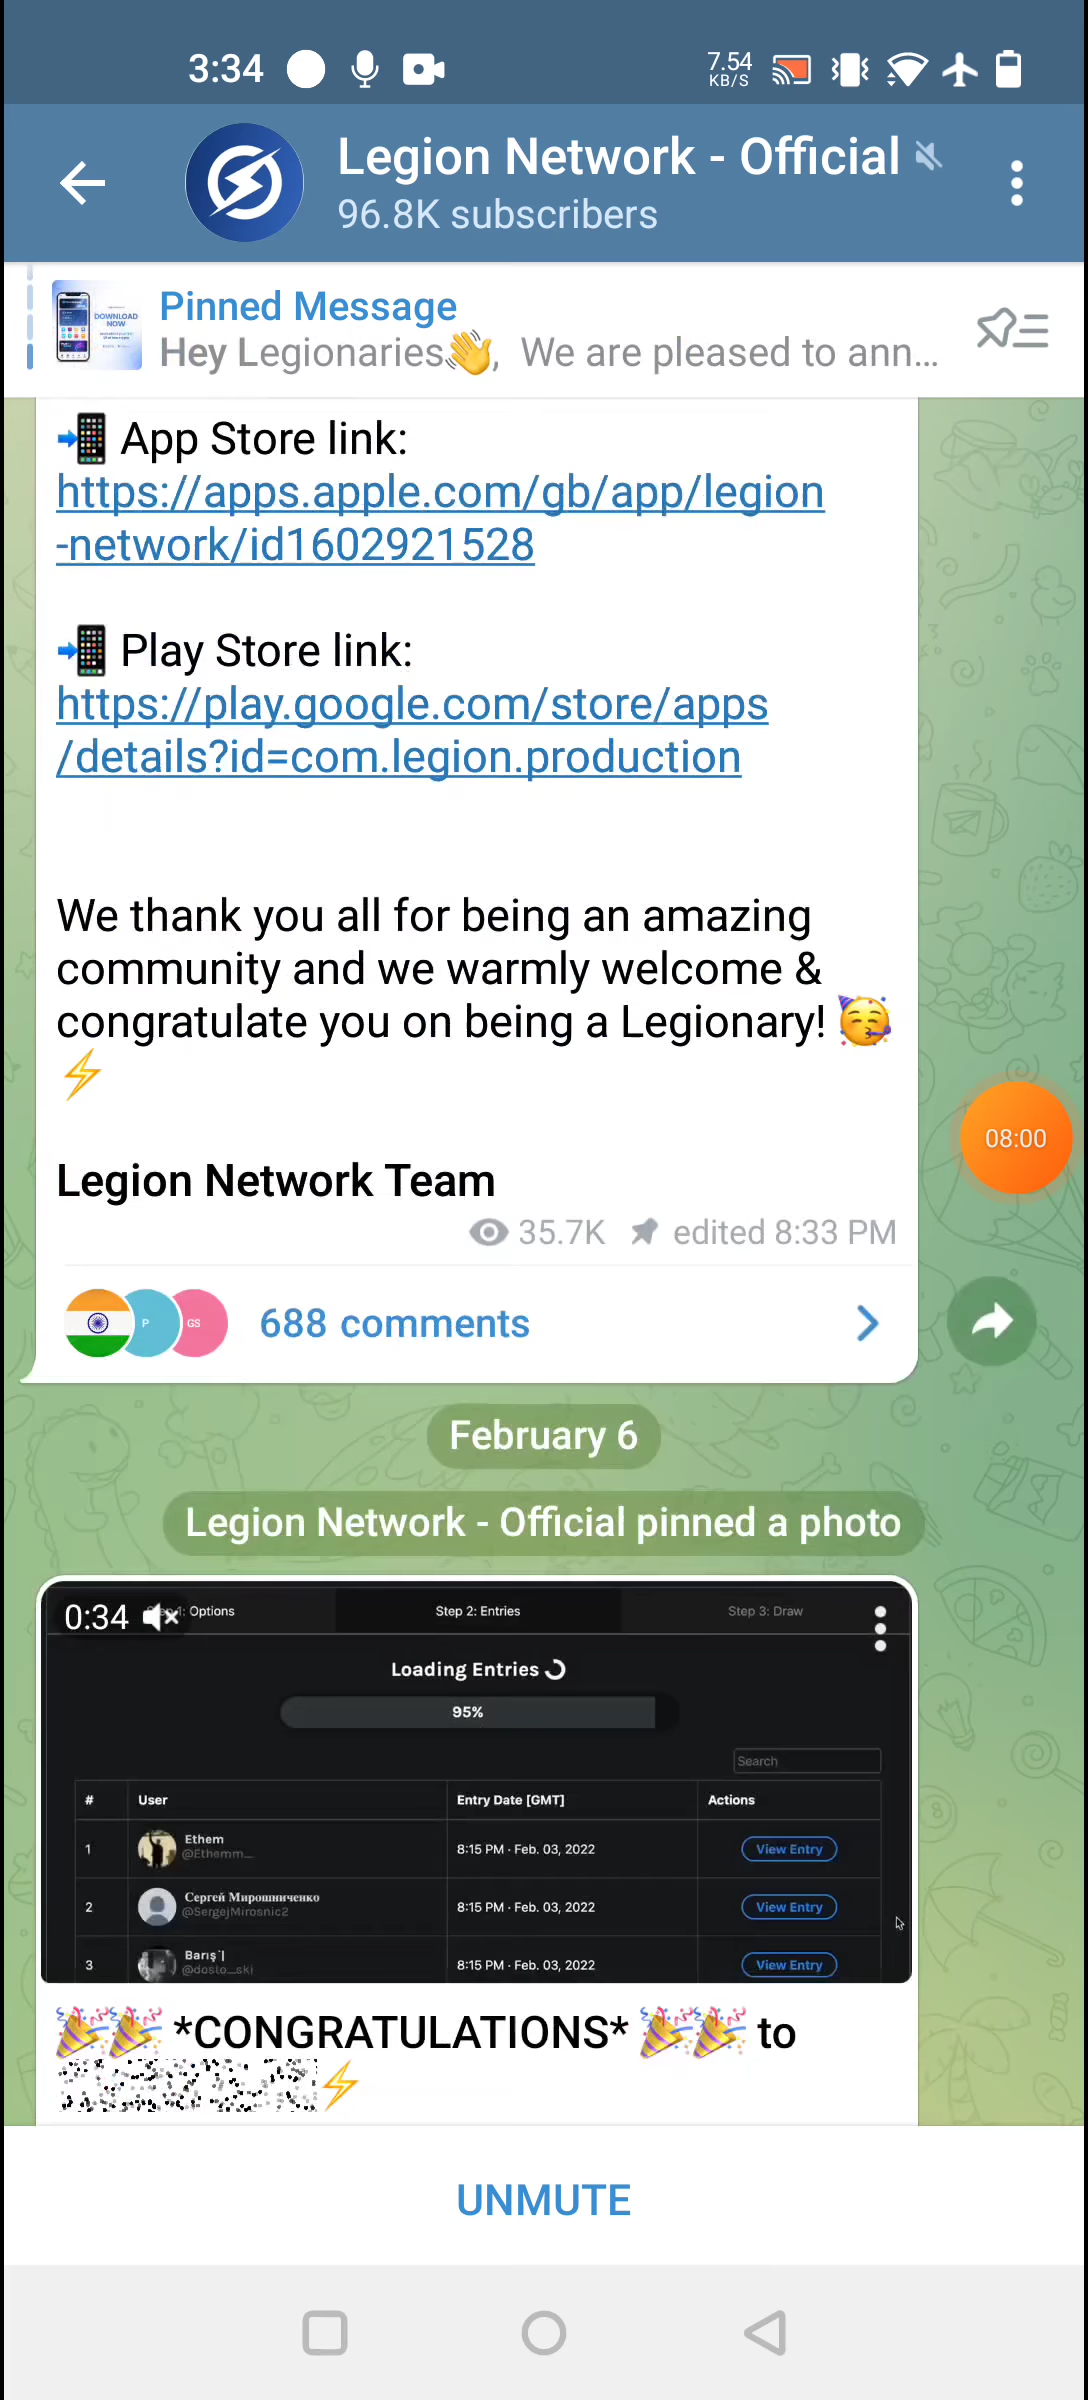 3:34
7.54
KB/S
Legion Network - Official
96.8K subscribers
DOWNLOAD
NOW
Pinned Message
Hey Legionaries👋, We are pleased to ann...
📲 App Store link:
https://apps.apple.com/gb/app/legion
-network/id1602921528
📲 Play Store link:
https://play.google.com/store/apps
/details?id=com.legion.production
We thank you all for being an amazing
community and we warmly welcome &
congratulate you on being a Legionary! 🥳
⚡
08:00
Legion Network Team
35.7K edited 8:33 PM
P GS 688 comments
February 6
Legion Network - Official pinned a photo
0:34 1: Options Step 2: Entries Step 3: Draw
Loading Entries
95%
Search
# User Entry Date [GMT] Actions
1 Ethem 8:15 PM · Feb. 03, 2022 View Entry
@Ethemm__
2 Сергей Мирошниченко 8:15 PM · Feb. 03, 2022 View Entry
@SergejMirosnic2
3 Barış 8:15 PM · Feb. 03, 2022 View Entry
@dosto__ski
🎉🎉 *CONGRATULATIONS* 🎉🎉 to
⚡
UNMUTE